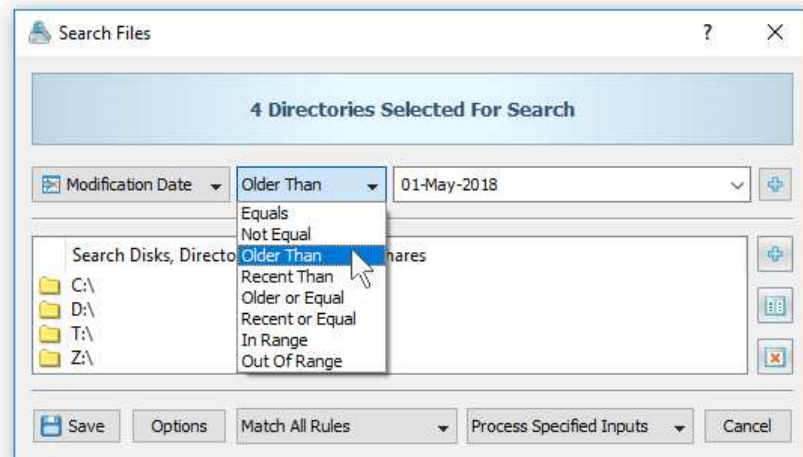 Search Files
?
4 Directories Selected For Search
Modification Date
Older Than
01-May-2018
Equals
Not Equal
Older Than
Recent Than
Older or Equal
Recent or Equal
In Range
Out Of Range
Search Disks, Directo
hares
C:\
D:\
T:\
Z:\
Save
Options
Match All Rules
Process Specified Inputs
Cancel